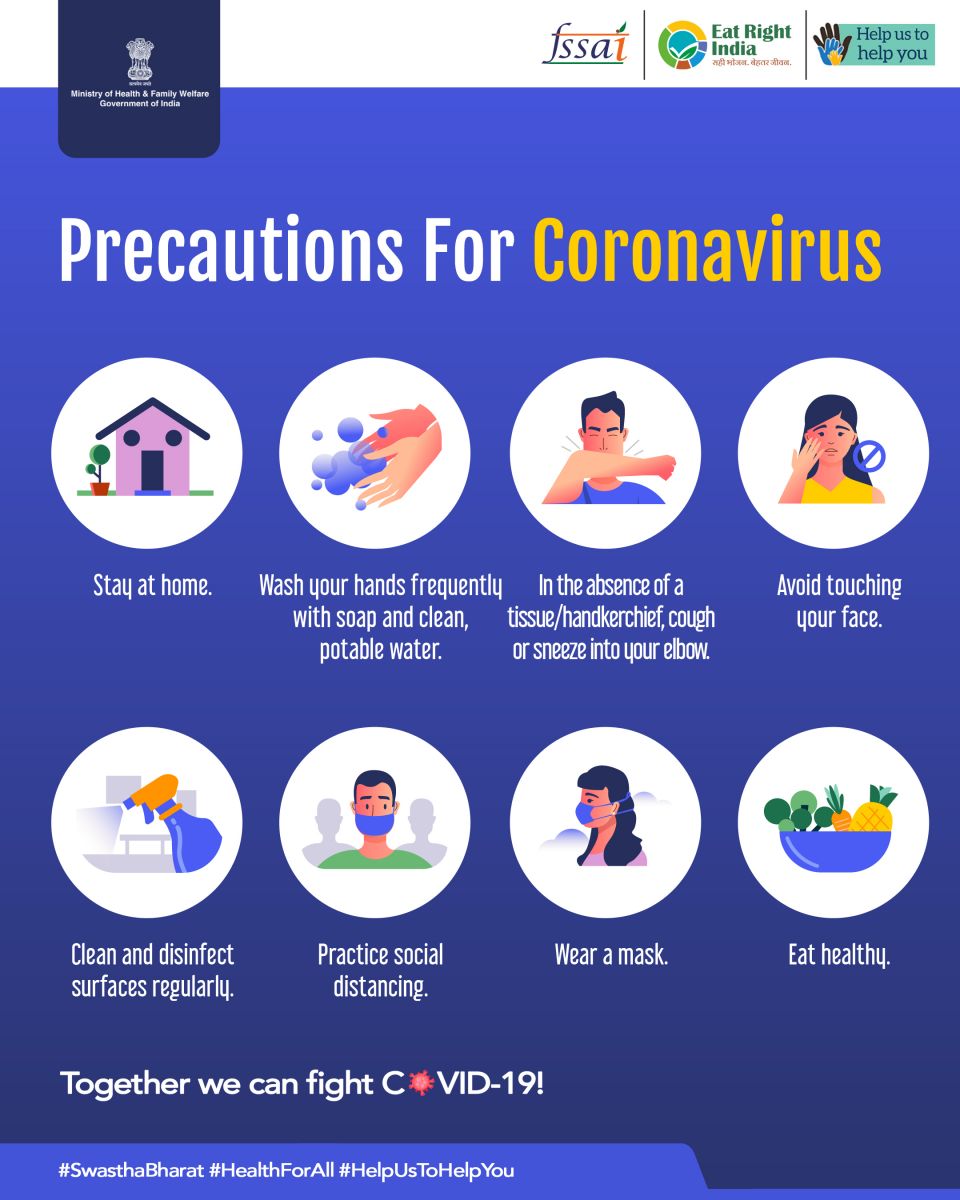 Ministry of Health & Family Welfare
Government of India
fssai
Eat Right
India
सही भोजन. बेहतर जीवन.
Help us to
help you
Precautions For Coronavirus
Stay at home.
Wash your hands frequently
with soap and clean,
potable water.
In the absence of a
tissue/handkerchief, cough
or sneeze into your elbow.
Avoid touching
your face.
Clean and disinfect
surfaces regularly.
Practice social
distancing.
Wear a mask.
Eat healthy.
Together we can fight COVID-19!
#SwasthaBharat #HealthForAll #HelpUsToHelpYou